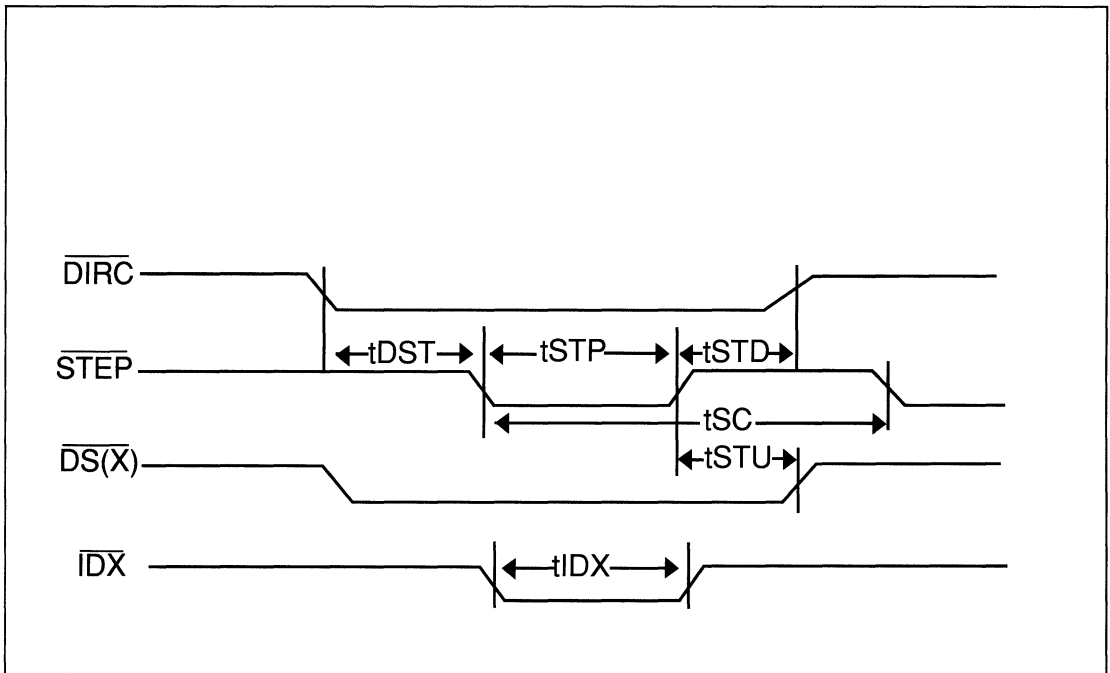 DIRC
tDST tSTP tSTD
STEP
tSC
DS(X)
tSTU
IDX
tIDX